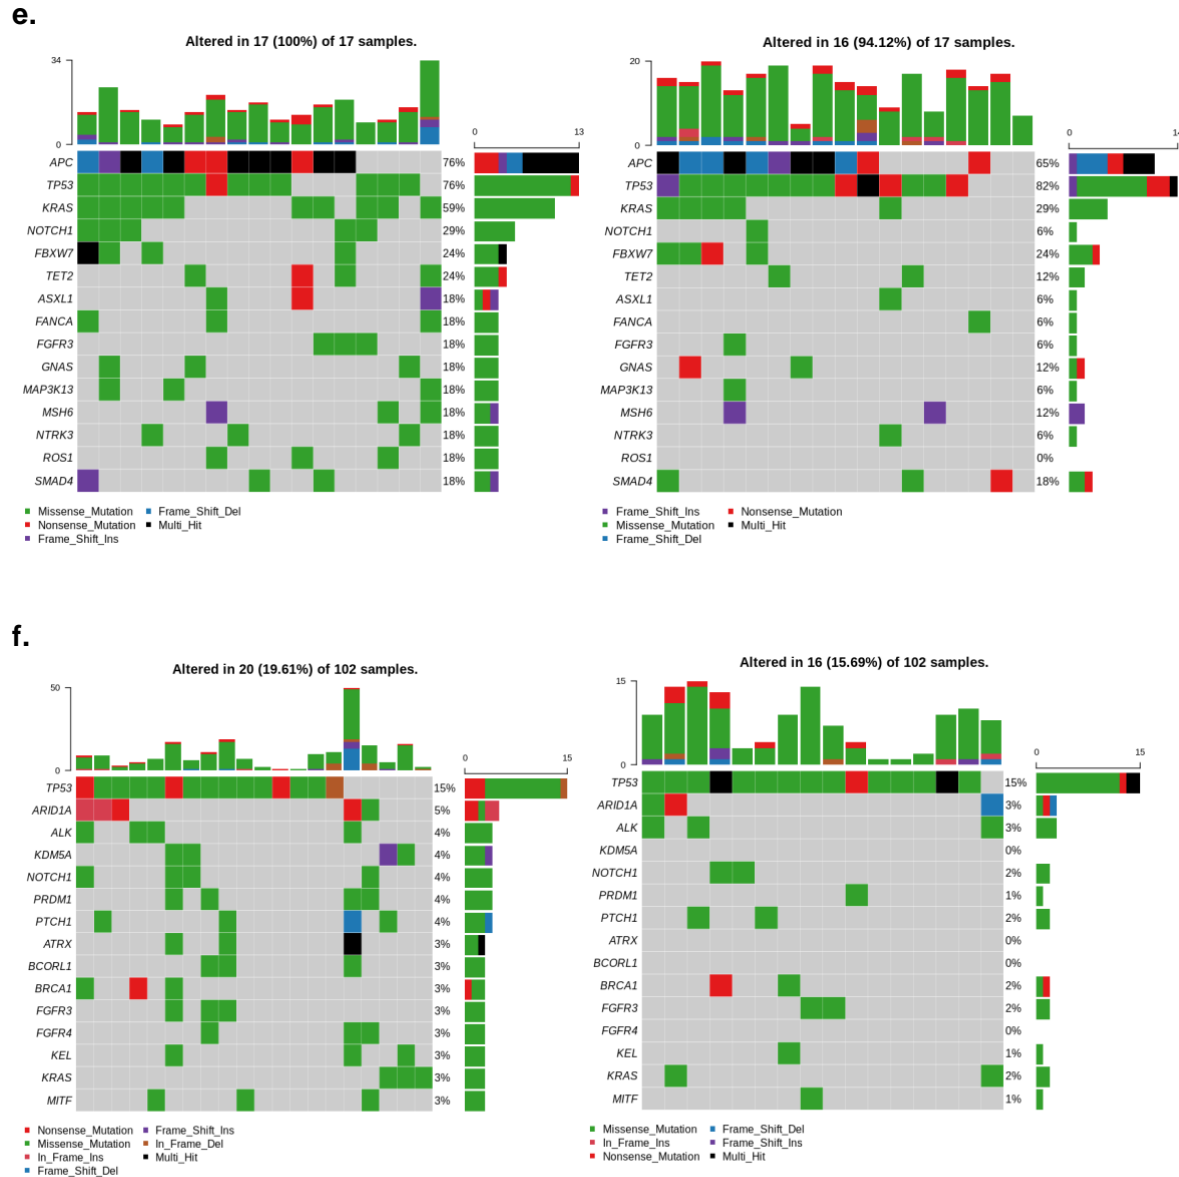 e.
Altered in 17 (100%) of 17 samples.
34
0
0 13
APC 76%
TP53 76%
KRAS 59%
NOTCH1 29%
FBXW7 24%
TET2 24%
ASXL1 18%
FANCA 18%
FGFR3 18%
GNAS 18%
MAP3K13 18%
MSH6 18%
NTRK3 18%
ROS1 18%
SMAD4 18%
Missense_Mutation Frame_Shift_Del
Nonsense_Mutation Multi_Hit
Frame_Shift_Ins
Altered in 16 (94.12%) of 17 samples.
20
0
0 14
APC 65%
TP53 82%
KRAS 29%
NOTCH1 6%
FBXW7 24%
TET2 12%
ASXL1 6%
FANCA 6%
FGFR3 6%
GNAS 12%
MAP3K13 6%
MSH6 12%
NTRK3 6%
ROS1 0%
SMAD4 18%
Frame_Shift_Ins Nonsense_Mutation
Missense_Mutation Multi_Hit
Frame_Shift_Del
f.
Altered in 20 (19.61%) of 102 samples.
50
0
0 15
TP53 15%
ARID1A 5%
ALK 4%
KDM5A 4%
NOTCH1 4%
PRDM1 4%
PTCH1 4%
ATRX 3%
BCORL1 3%
BRCA1 3%
FGFR3 3%
FGFR4 3%
KEL 3%
KRAS 3%
MITF 3%
Nonsense_Mutation Frame_Shift_Ins
Missense_Mutation In_Frame_Del
In_Frame_Ins Multi_Hit
Frame_Shift_Del
Altered in 16 (15.69%) of 102 samples.
15
0
0 15
TP53 15%
ARID1A 3%
ALK 3%
KDM5A 0%
NOTCH1 2%
PRDM1 1%
PTCH1 2%
ATRX 0%
BCORL1 0%
BRCA1 2%
FGFR3 2%
FGFR4 0%
KEL 1%
KRAS 2%
MITF 1%
Missense_Mutation Frame_Shift_Del
In_Frame_Ins Frame_Shift_Ins
Nonsense_Mutation Multi_Hit